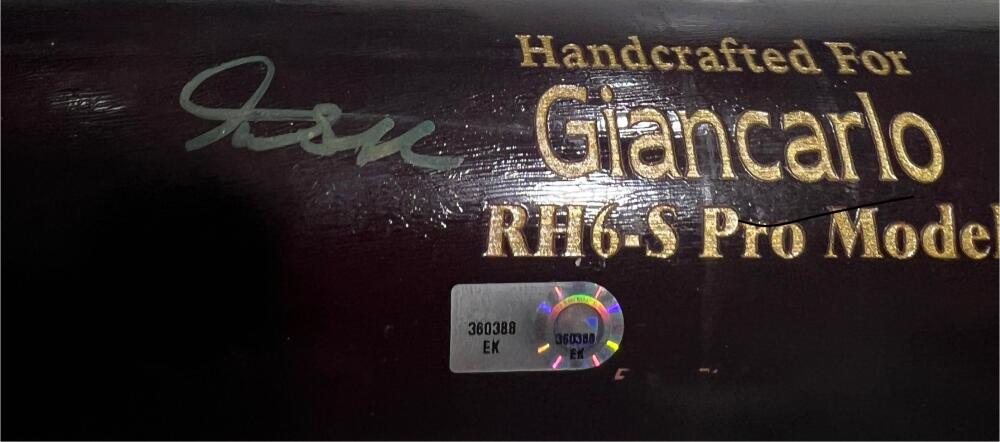 Handcrafted For
Giancarlo
RH6-S Pro Model
360388
EK
360388
EK